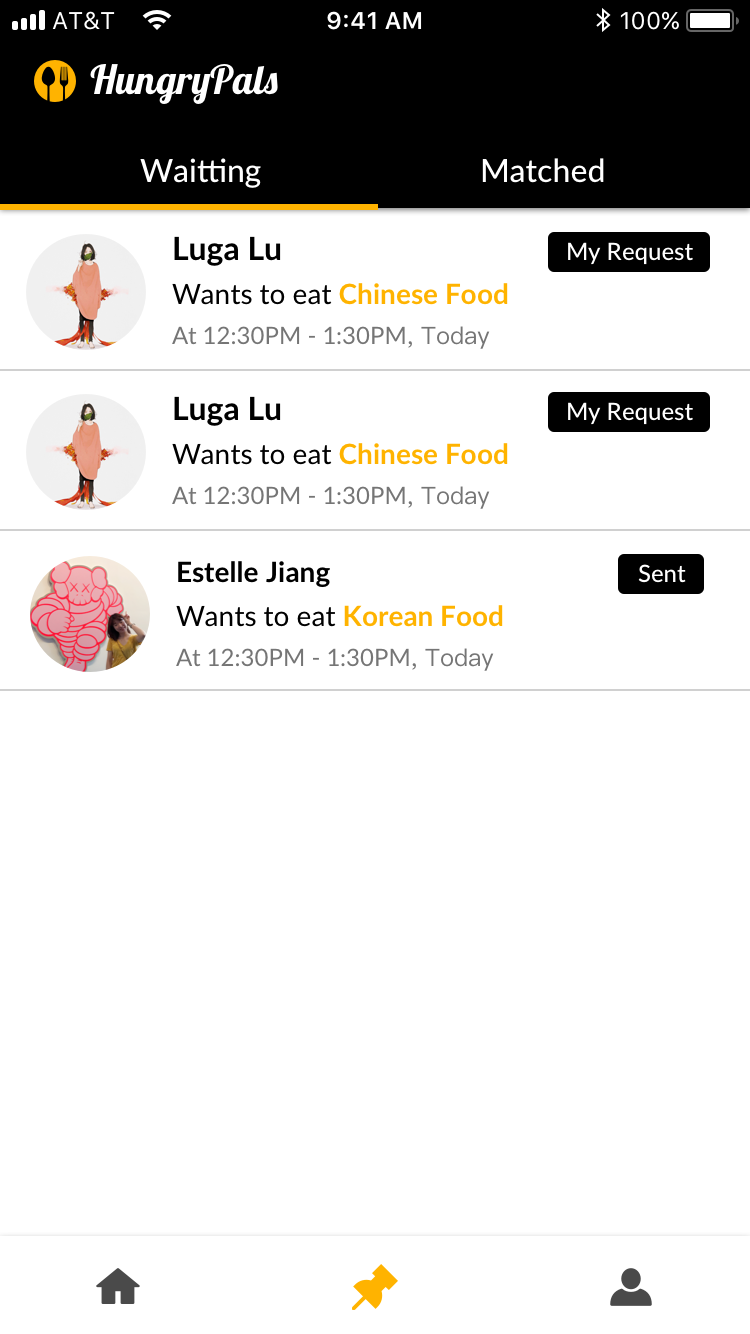 AT&T 9:41 AM 100%
HungryPals
Waitting Matched
Luga Lu My Request
Wants to eat Chinese Food
At 12:30PM - 1:30PM, Today
Luga Lu My Request
Wants to eat Chinese Food
At 12:30PM - 1:30PM, Today
Estelle Jiang Sent
Wants to eat Korean Food
At 12:30PM - 1:30PM, Today